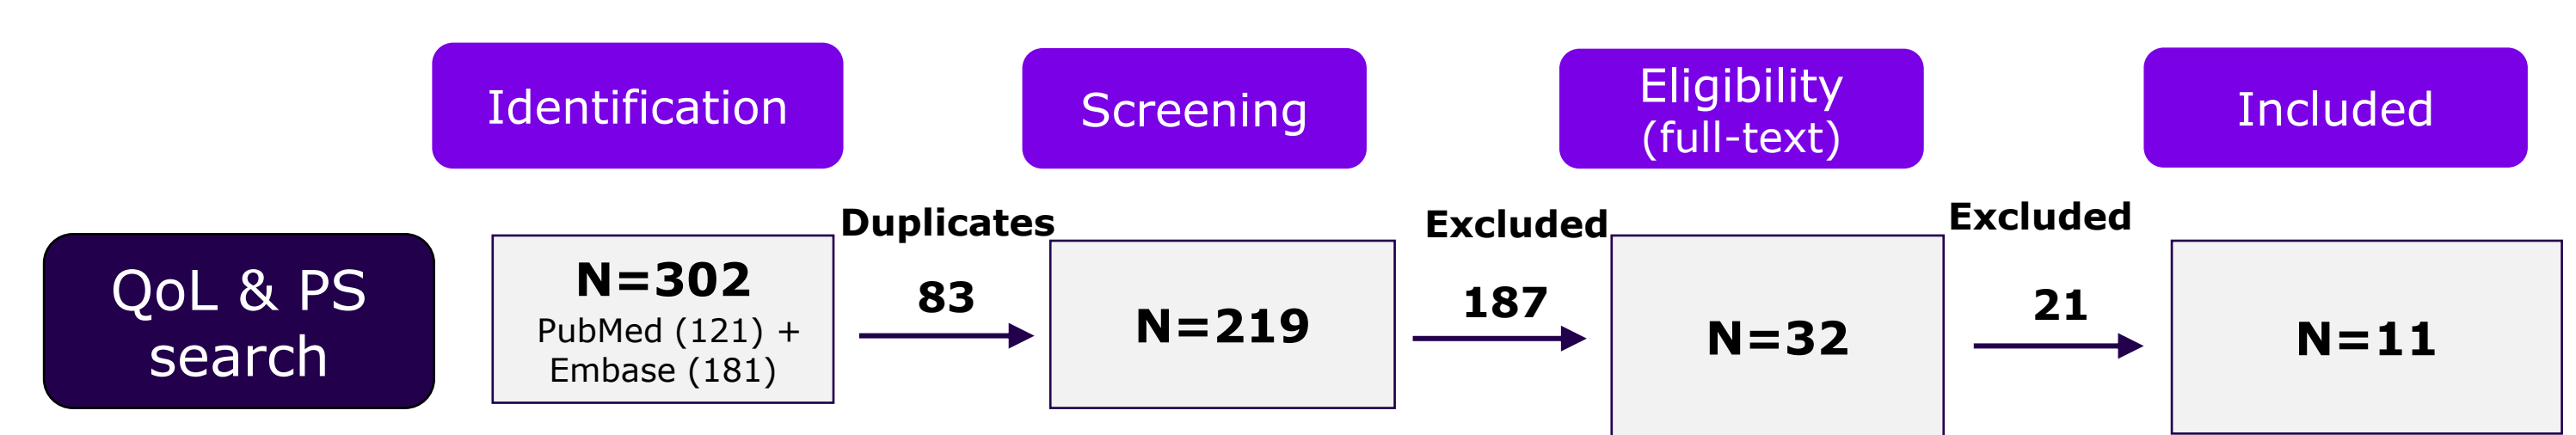 Identification
Screening
Eligibility
(full-text)
Included
QoL & PS
search
N=302
PubMed (121) +
Embase (181)
Duplicates
83
N=219
Excluded
187
N=32
Excluded
21
N=11